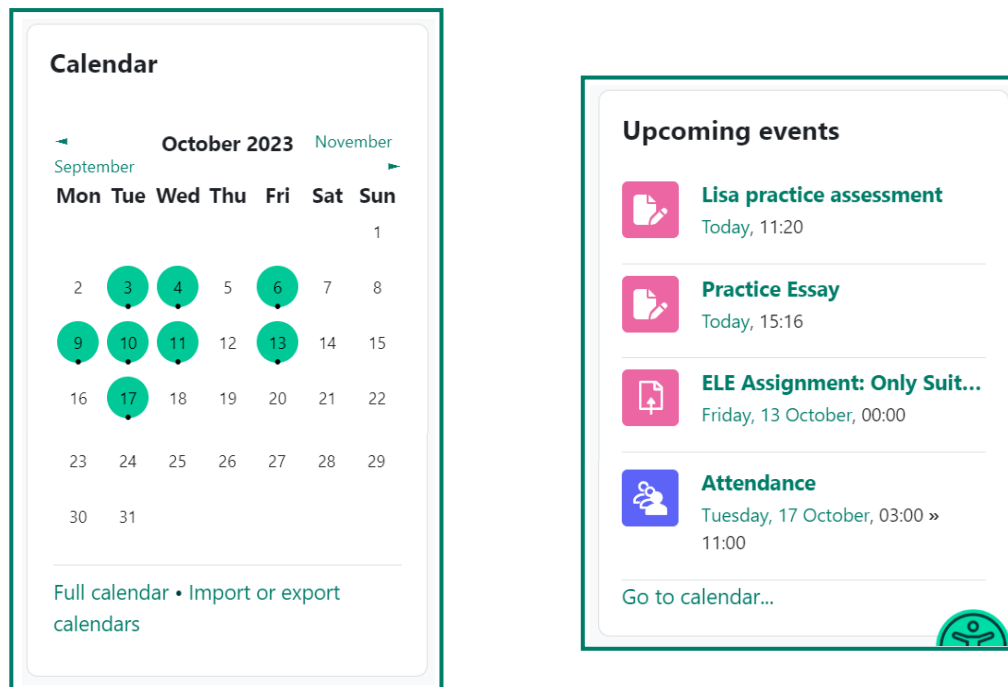 Calendar
◄ October 2023 November
September ►
Mon Tue Wed Thu Fri Sat Sun
1
2 3 4 5 6 7 8
9 10 11 12 13 14 15
16 17 18 19 20 21 22
23 24 25 26 27 28 29
30 31
Full calendar • Import or export
calendars
Upcoming events
Lisa practice assessment
Today, 11:20
Practice Essay
Today, 15:16
ELE Assignment: Only Suit...
Friday, 13 October, 00:00
Attendance
Tuesday, 17 October, 03:00 »
11:00
Go to calendar...